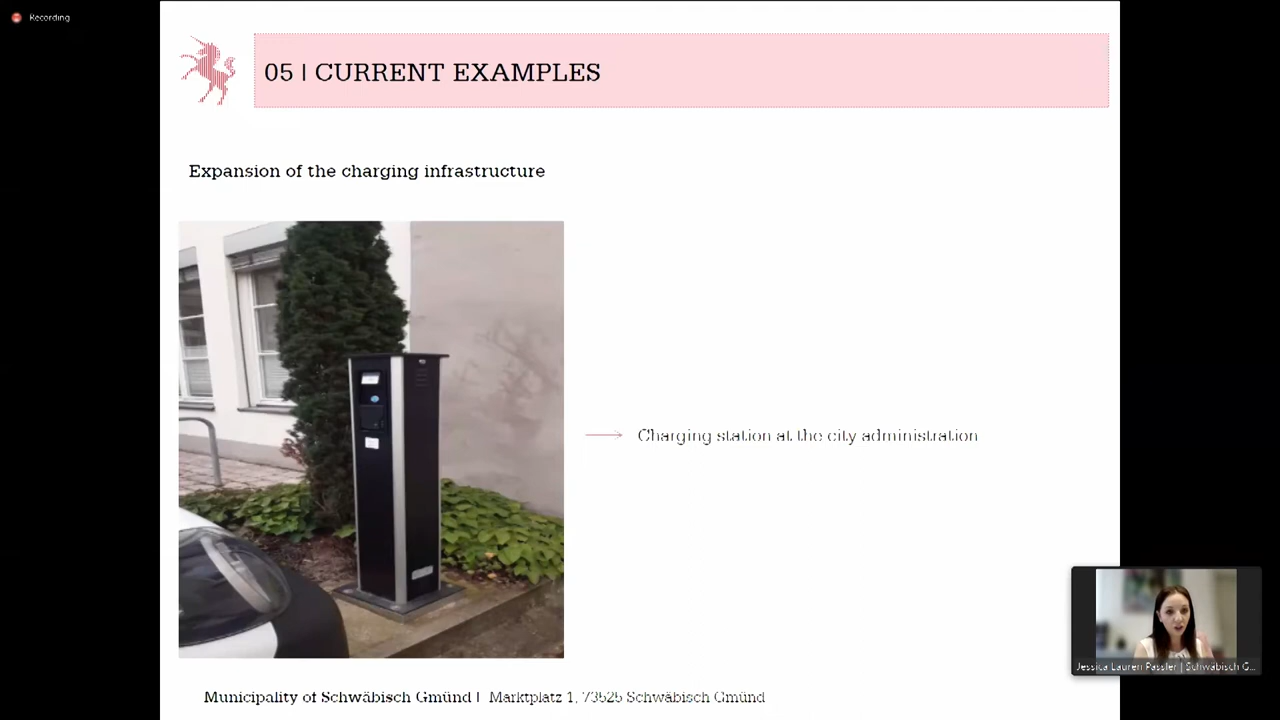 Recording
05 | CURRENT EXAMPLES
Expansion of the charging infrastructure
Charging station at the city administration
Jessica Lauren Pässler | Schwäbisch G...
Municipality of Schwäbisch Gmünd | Marktplatz 1, 73525 Schwäbisch Gmünd